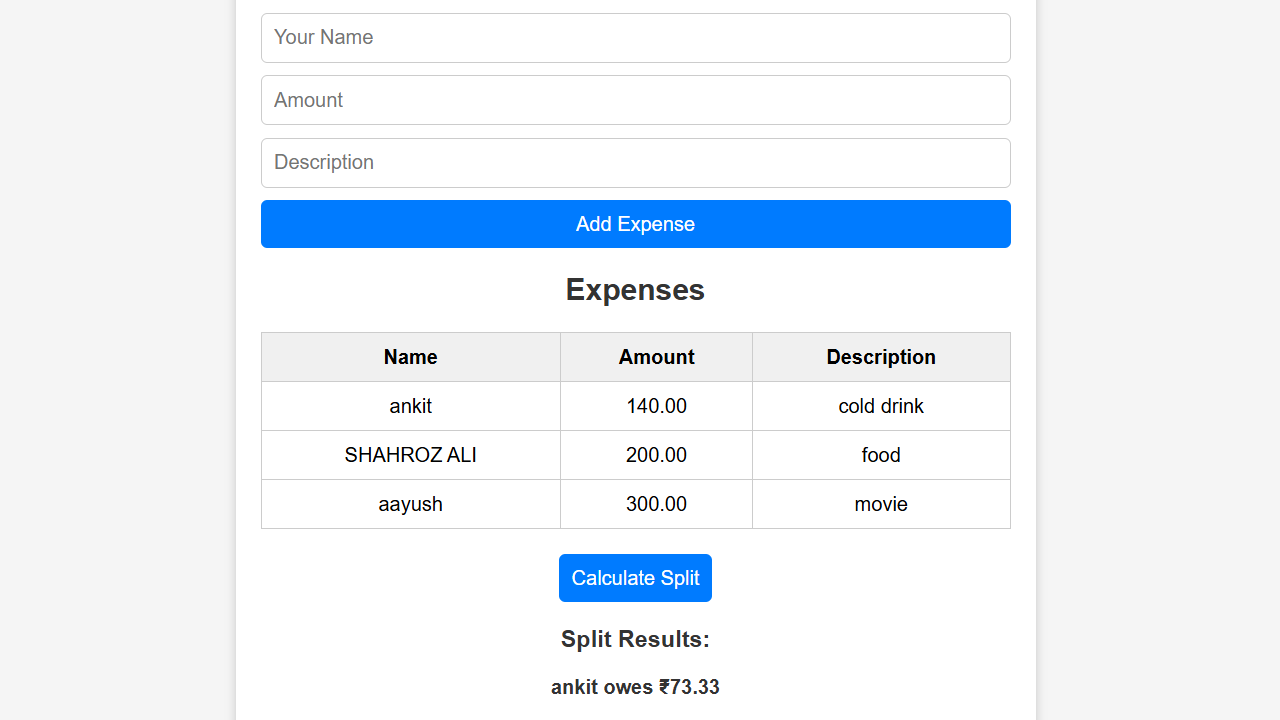 Your Name
Amount
Description
Add Expense
Expenses
Name Amount Description
ankit 140.00 cold drink
SHAHROZ ALI 200.00 food
aayush 300.00 movie
Calculate Split
Split Results:
ankit owes ₹73.33